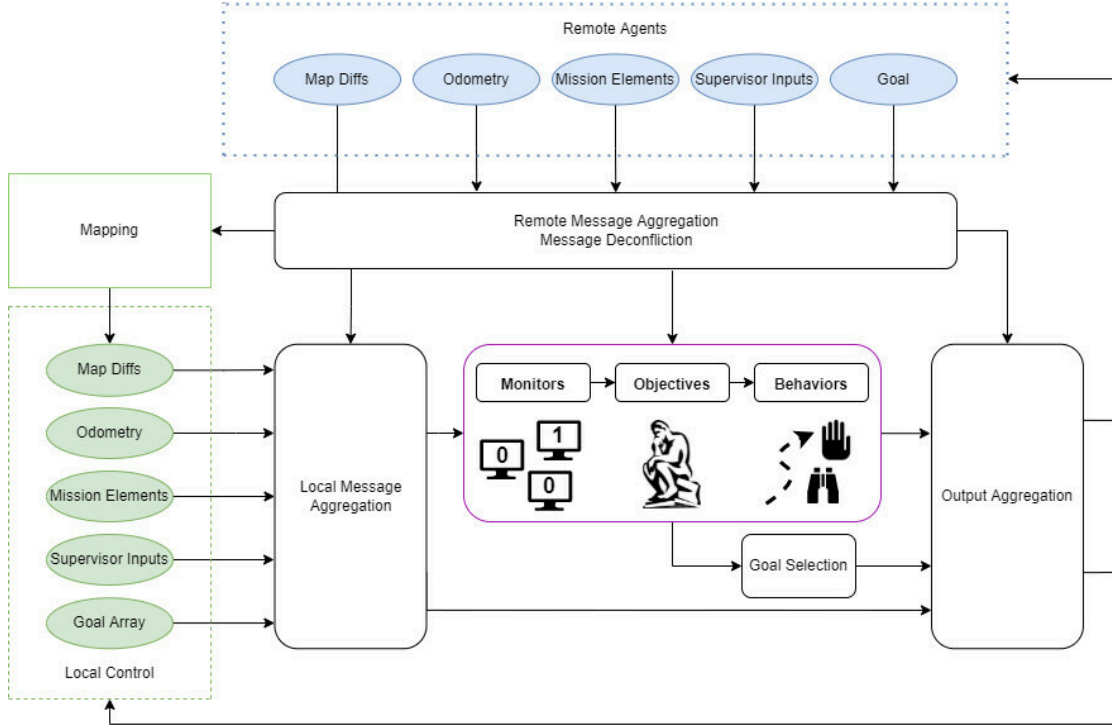 Remote Agents
Map Diffs
Odometry
Mission Elements
Supervisor Inputs
Goal
Mapping
Remote Message Aggregation
Message Deconfliction
Map Diffs
Odometry
Mission Elements
Supervisor Inputs
Goal Array
Local Control
Local Message
Aggregation
Monitors
Objectives
Behaviors
0
1
0
Goal Selection
Output Aggregation